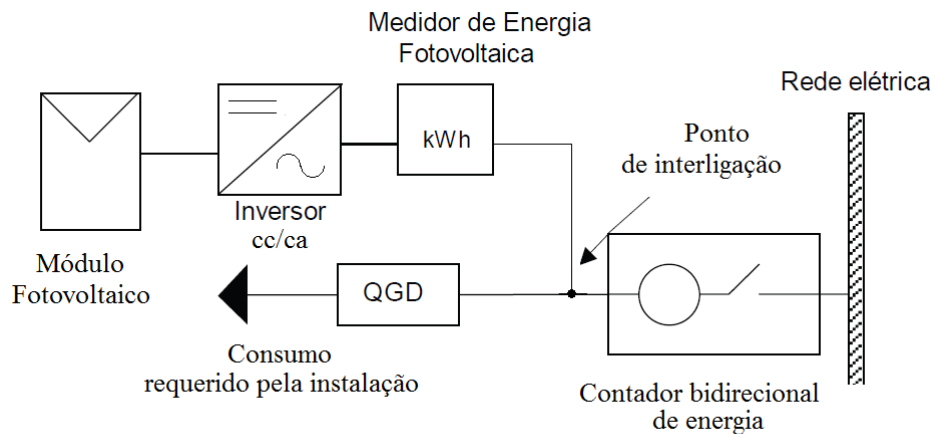 Medidor de Energia
Fotovoltaica
Rede elétrica
kWh
Ponto
de interligação
Inversor
cc/ca
Módulo
Fotovoltaico
QGD
Consumo
requerido pela instalação
Contador bidirecional
de energia